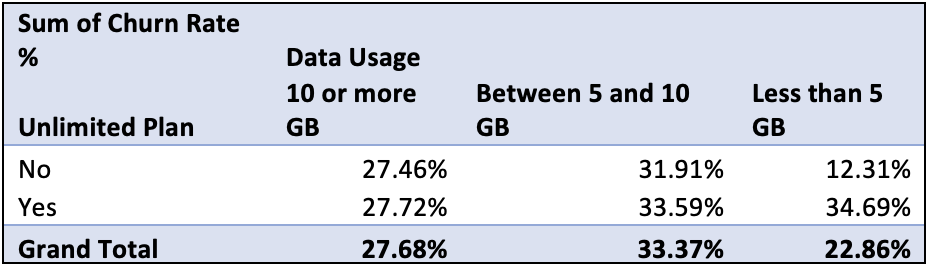 Sum of Churn Rate
% Data Usage
10 or more Between 5 and 10 Less than 5
Unlimited Plan GB GB GB
No 27.46% 31.91% 12.31%
Yes 27.72% 33.59% 34.69%
Grand Total 27.68% 33.37% 22.86%